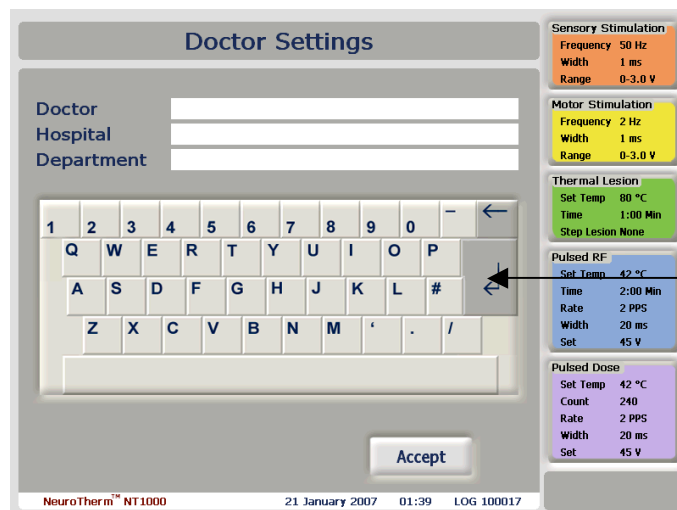 Doctor Settings
Doctor
Hospital
Department
1 2 3 4 5 6 7 8 9 0 - ←
Q W E R T Y U I O P
A S D F G H J K L # ↵
Z X C V B N M ‘ . /
Accept
NeuroTherm™ NT1000 21 January 2007 01:39 LOG 100017
Sensory Stimulation
Frequency 50 Hz
Width 1 ms
Range 0-3.0 V
Motor Stimulation
Frequency 2 Hz
Width 1 ms
Range 0-3.0 V
Thermal Lesion
Set Temp 80 °C
Time 1:00 Min
Step Lesion None
Pulsed RF
Set Temp 42 °C
Time 2:00 Min
Rate 2 PPS
Width 20 ms
Set 45 V
Pulsed Dose
Set Temp 42 °C
Count 240
Rate 2 PPS
Width 20 ms
Set 45 V